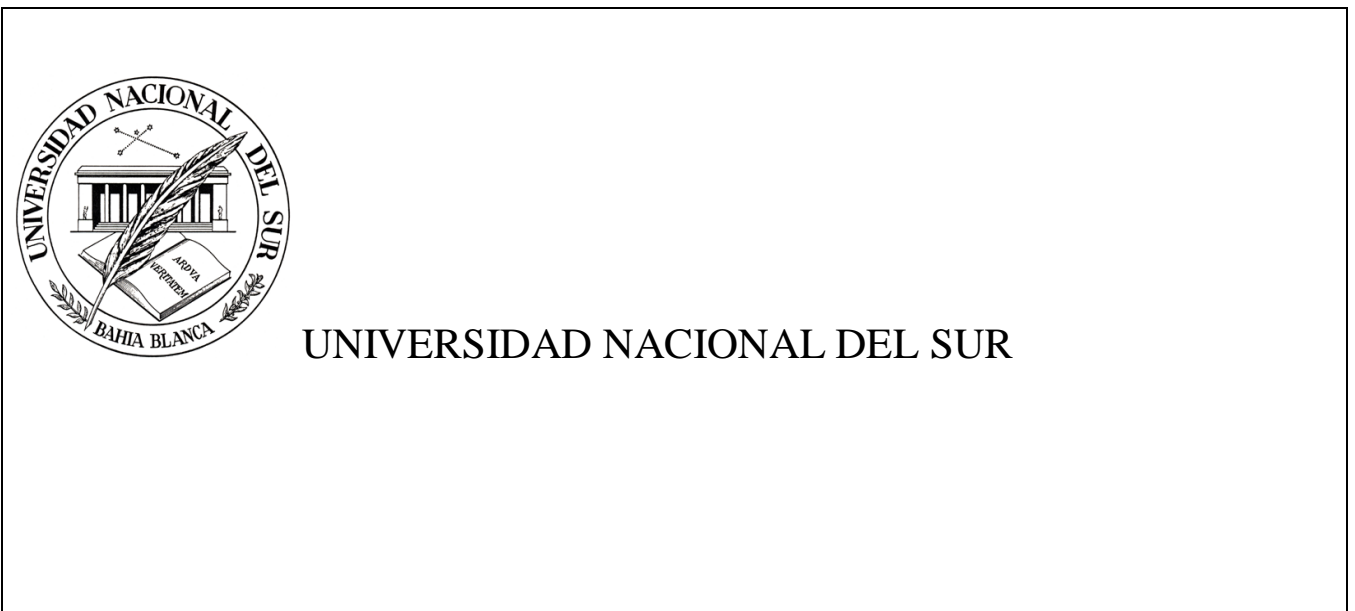 UNIVERSIDAD NACIONAL DEL SUR
ARDVA
VERITATEM
BAHIA BLANCA
UNIVERSIDAD NACIONAL DEL SUR